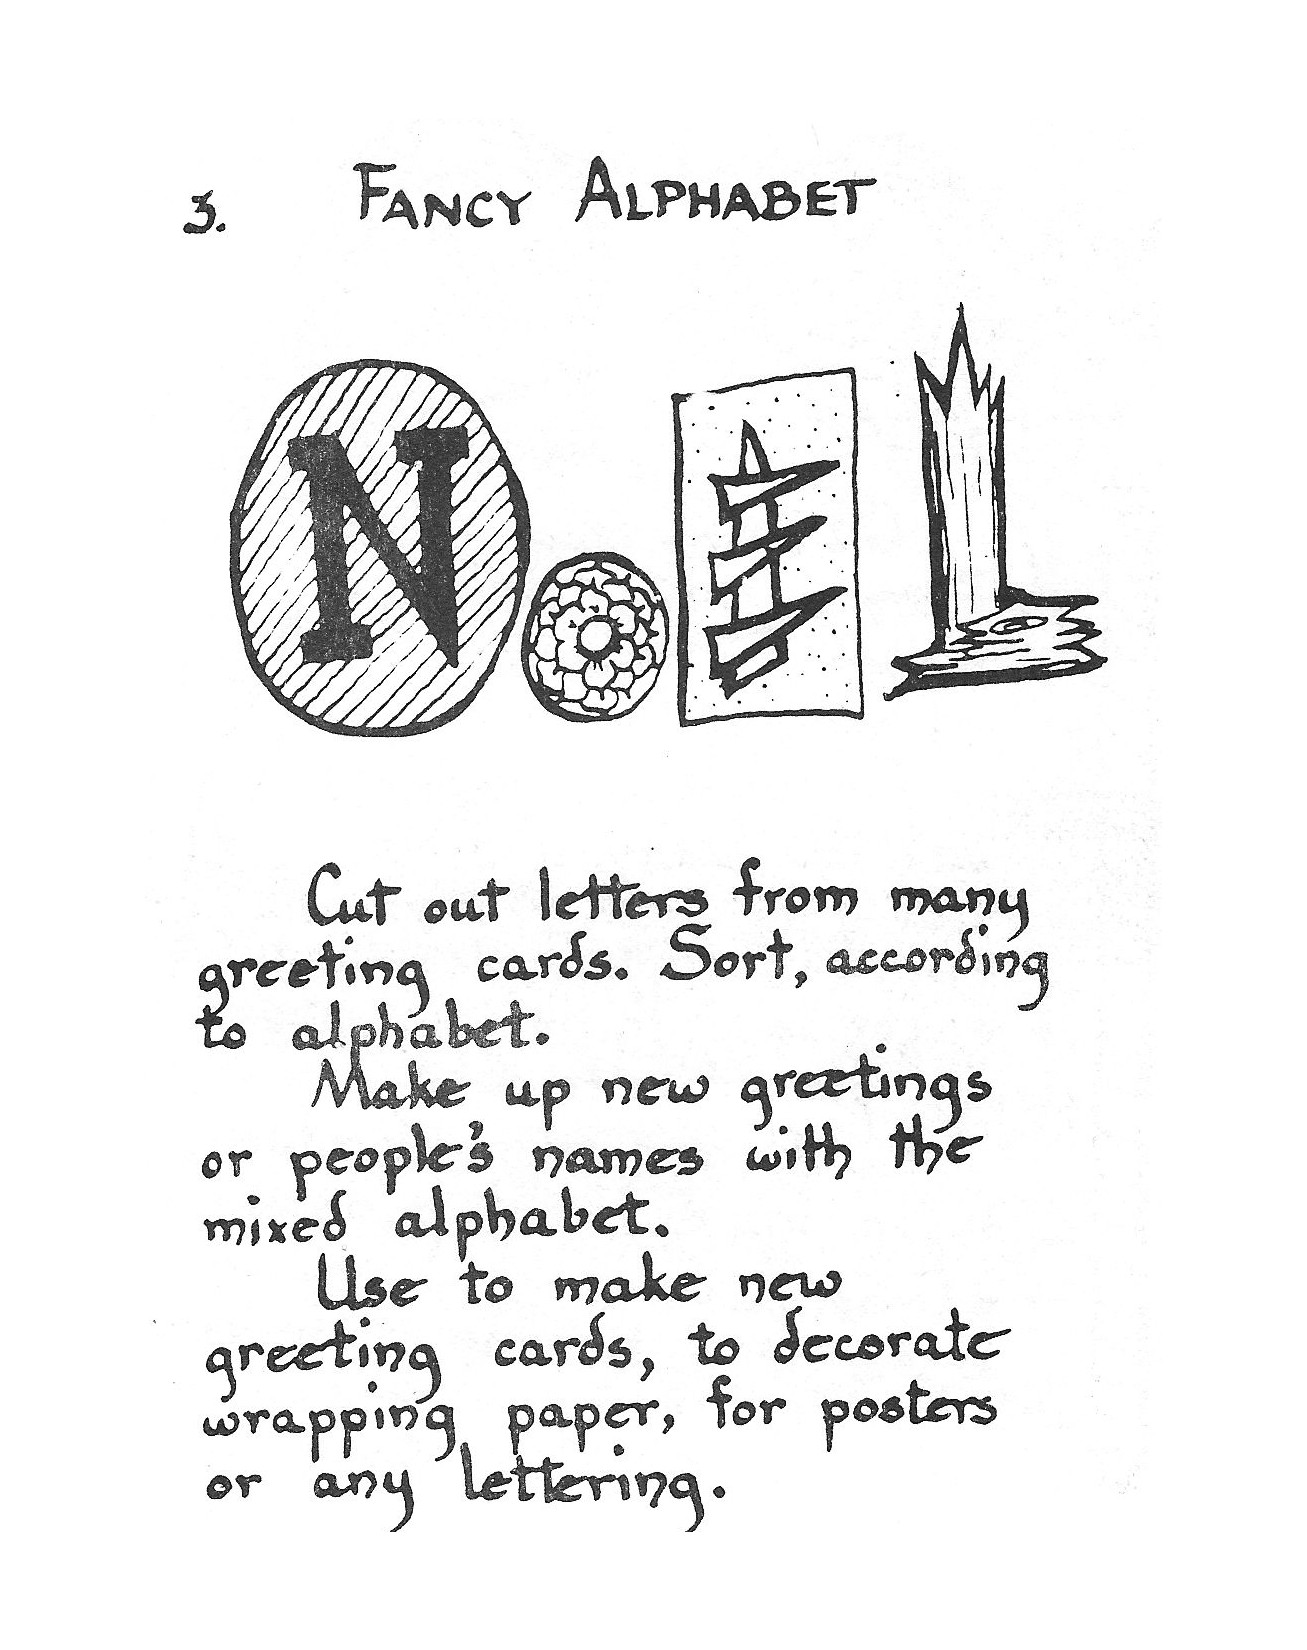 3. FANCY ALPHABET
NOEL
Cut out letters from many
greeting cards. Sort, according
to alphabet.
Make up new greetings
or people's names with the
mixed alphabet.
Use to make new
greeting cards, to decorate
wrapping paper, for posters
or any lettering.